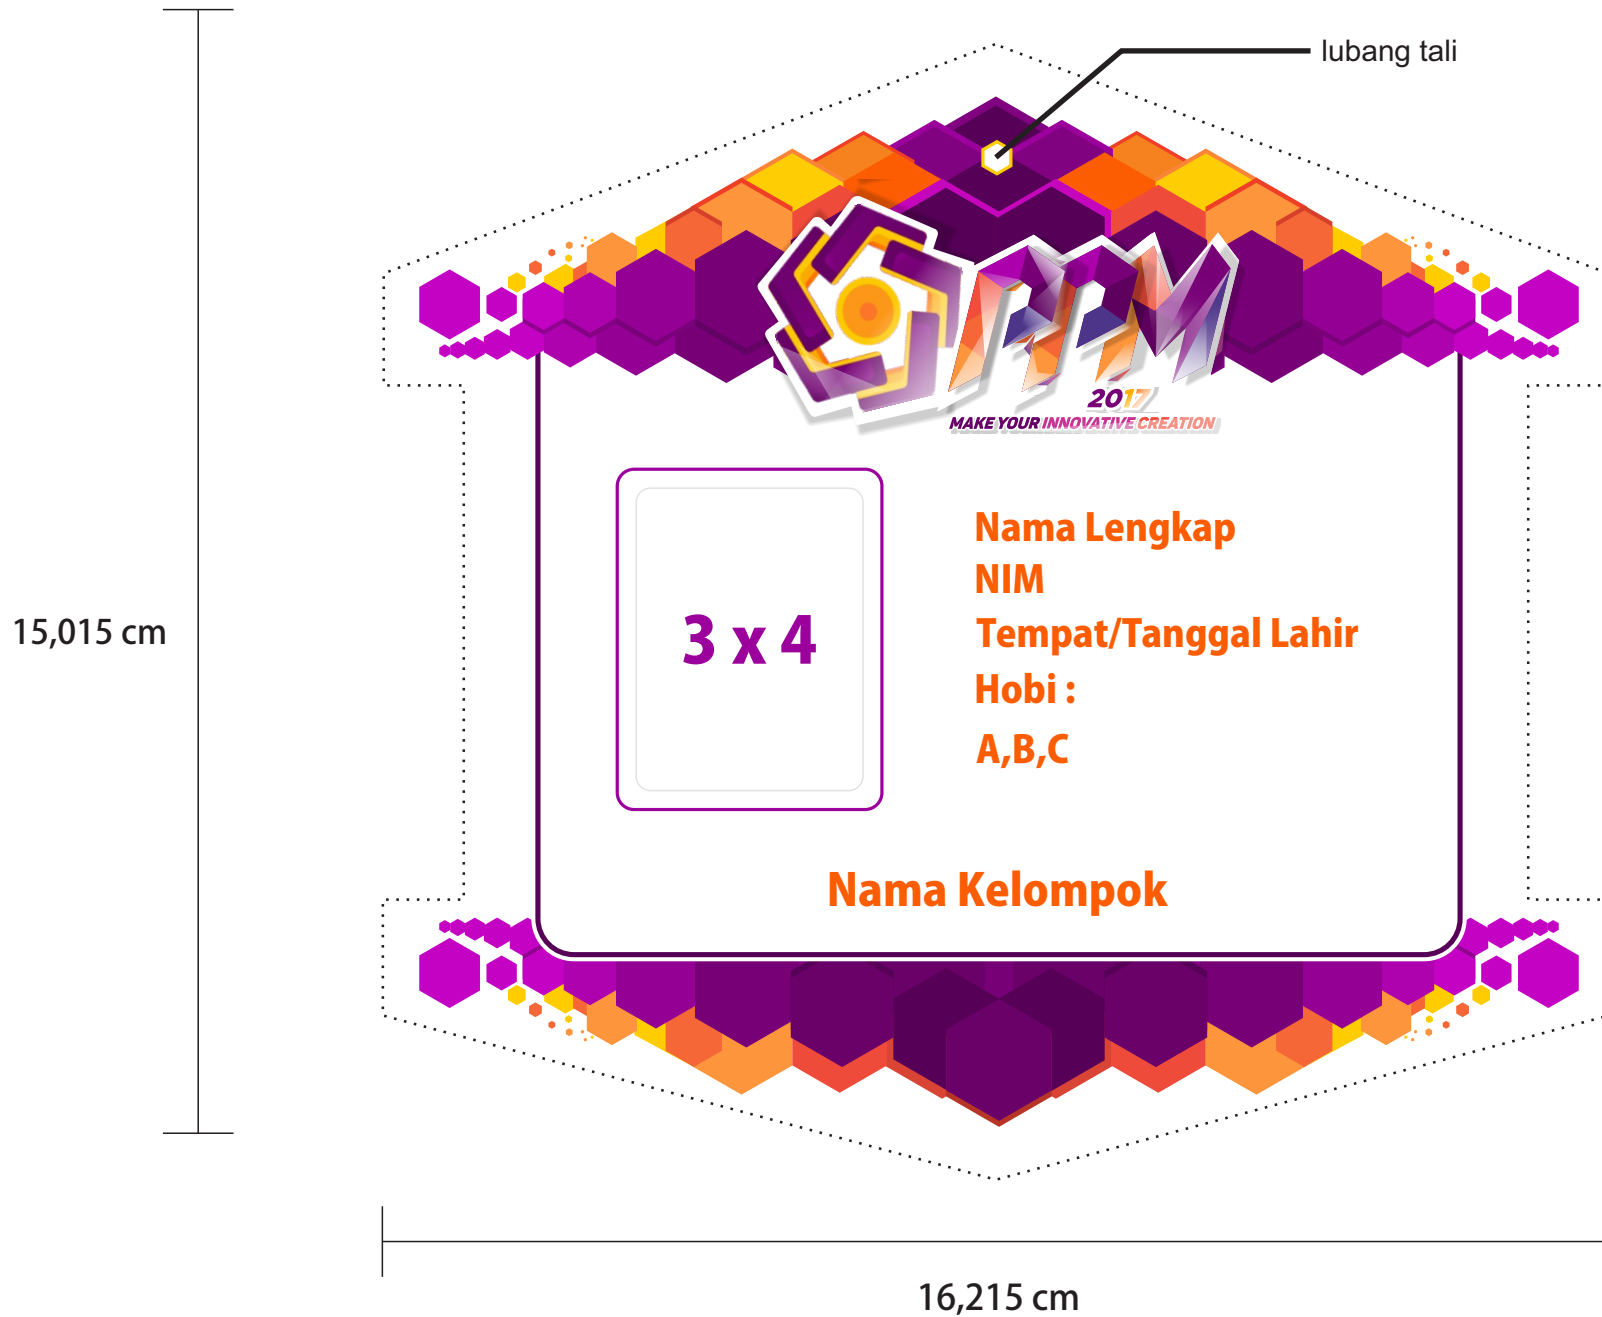 lubang tali
PPM
2017
MAKE YOUR INNOVATIVE CREATION
15,015 cm
3 x 4
Nama Lengkap
NIM
Tempat/Tanggal Lahir
Hobi :
A,B,C
Nama Kelompok
16,215 cm